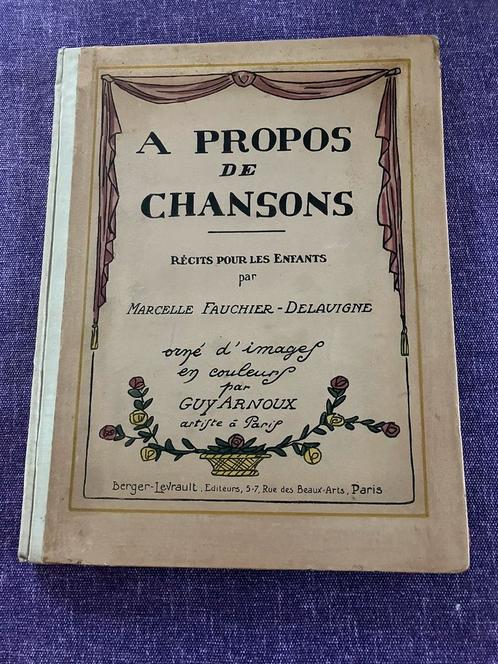 A PROPOS
DE
CHANSONS
RÉCITS POUR LES ENFANTS
par
MARCELLE FAUCHIER-DELAVIGNE
orné d'images
en couleurs
par
GUY ARNOUX
artiste à Paris
Berger-Levrault, Editeurs, 5-7, Rue des Beaux-Arts, Paris